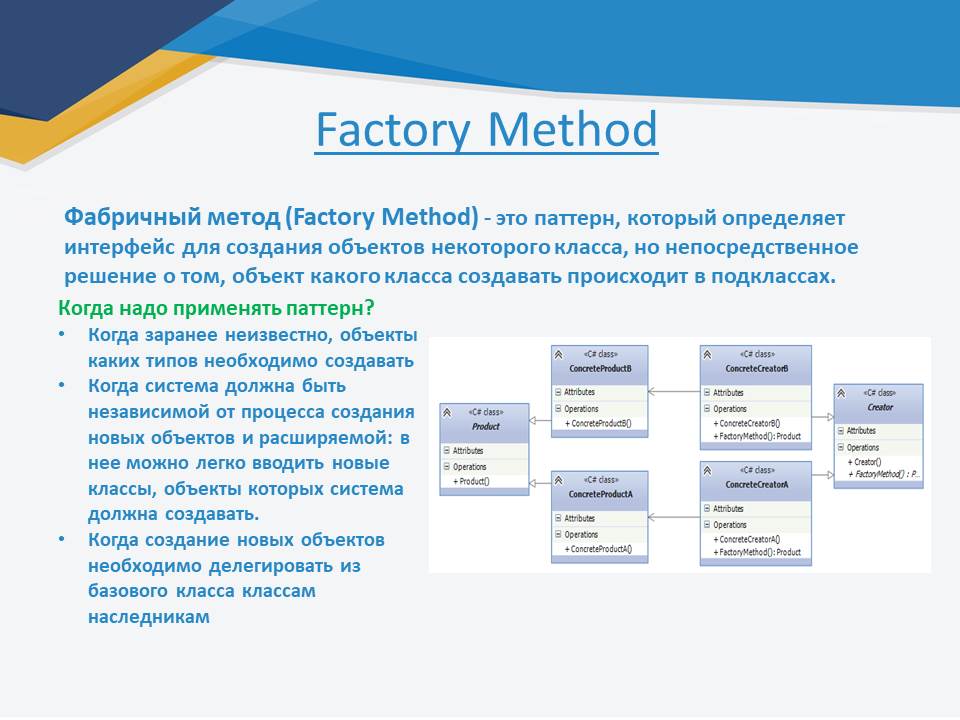 Factory Method
Фабричный метод (Factory Method) - это паттерн, который определяет
интерфейс для создания объектов некоторого класса, но непосредственное
решение о том, объект какого класса создавать происходит в подклассах.
Когда надо применять паттерн?
• Когда заранее неизвестно, объекты
каких типов необходимо создавать
• Когда система должна быть
независимой от процесса создания
новых объектов и расширяемой: в
нее можно легко вводить новые
классы, объекты которых система
должна создавать.
• Когда создание новых объектов
необходимо делегировать из
базового класса классам
наследникам
«C# class»
Product
Attributes
Operations
+ Product()
«C# class»
ConcreteProductB
Attributes
Operations
+ ConcreteProductB()
«C# class»
ConcreteProductA
Attributes
Operations
+ ConcreteProductA()
«C# class»
ConcreteCreatorB
Attributes
Operations
+ ConcreteCreatorB()
+ FactoryMethod(): Product
«C# class»
ConcreteCreatorA
Attributes
Operations
+ ConcreteCreatorA()
+ FactoryMethod(): Product
«C# class»
Creator
Attributes
Operations
+ Creator()
+ FactoryMethod() : P...